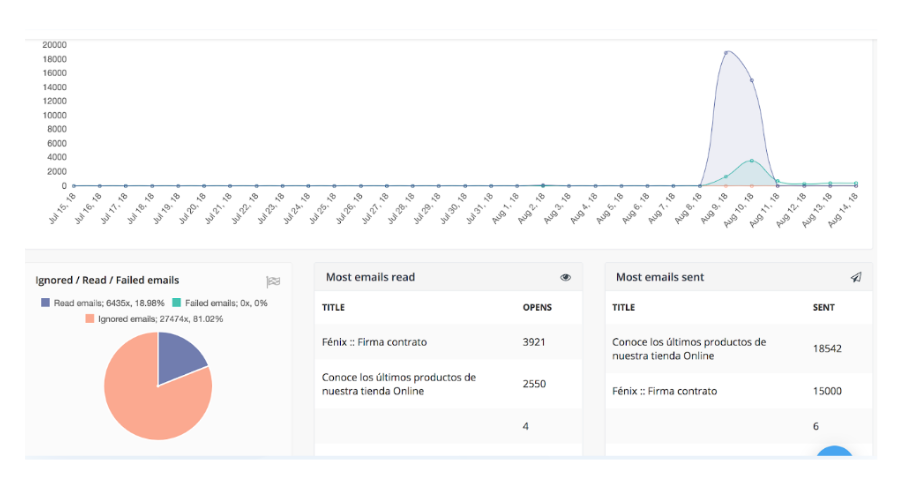 20000
18000
16000
14000
12000
10000
8000
6000
4000
2000
0
Jul 15, 18
Jul 16, 18
Jul 17, 18
Jul 18, 18
Jul 19, 18
Jul 20, 18
Jul 21, 18
Jul 22, 18
Jul 23, 18
Jul 24, 18
Jul 25, 18
Jul 26, 18
Jul 27, 18
Jul 28, 18
Jul 29, 18
Jul 30, 18
Jul 31, 18
Aug 1, 18
Aug 2, 18
Aug 3, 18
Aug 4, 18
Aug 5, 18
Aug 6, 18
Aug 7, 18
Aug 8, 18
Aug 9, 18
Aug 10, 18
Aug 11, 18
Aug 12, 18
Aug 13, 18
Aug 14, 18
Ignored / Read / Failed emails
Read emails; 6435x, 18.98% Failed emails; 0x, 0%
Ignored emails; 27474x, 81.02%
Most emails read
TITLE OPENS
Fénix :: Firma contrato 3921
Conoce los últimos productos de
nuestra tienda Online 2550
4
Most emails sent
TITLE SENT
Conoce los últimos productos de
nuestra tienda Online 18542
Fénix :: Firma contrato 15000
6